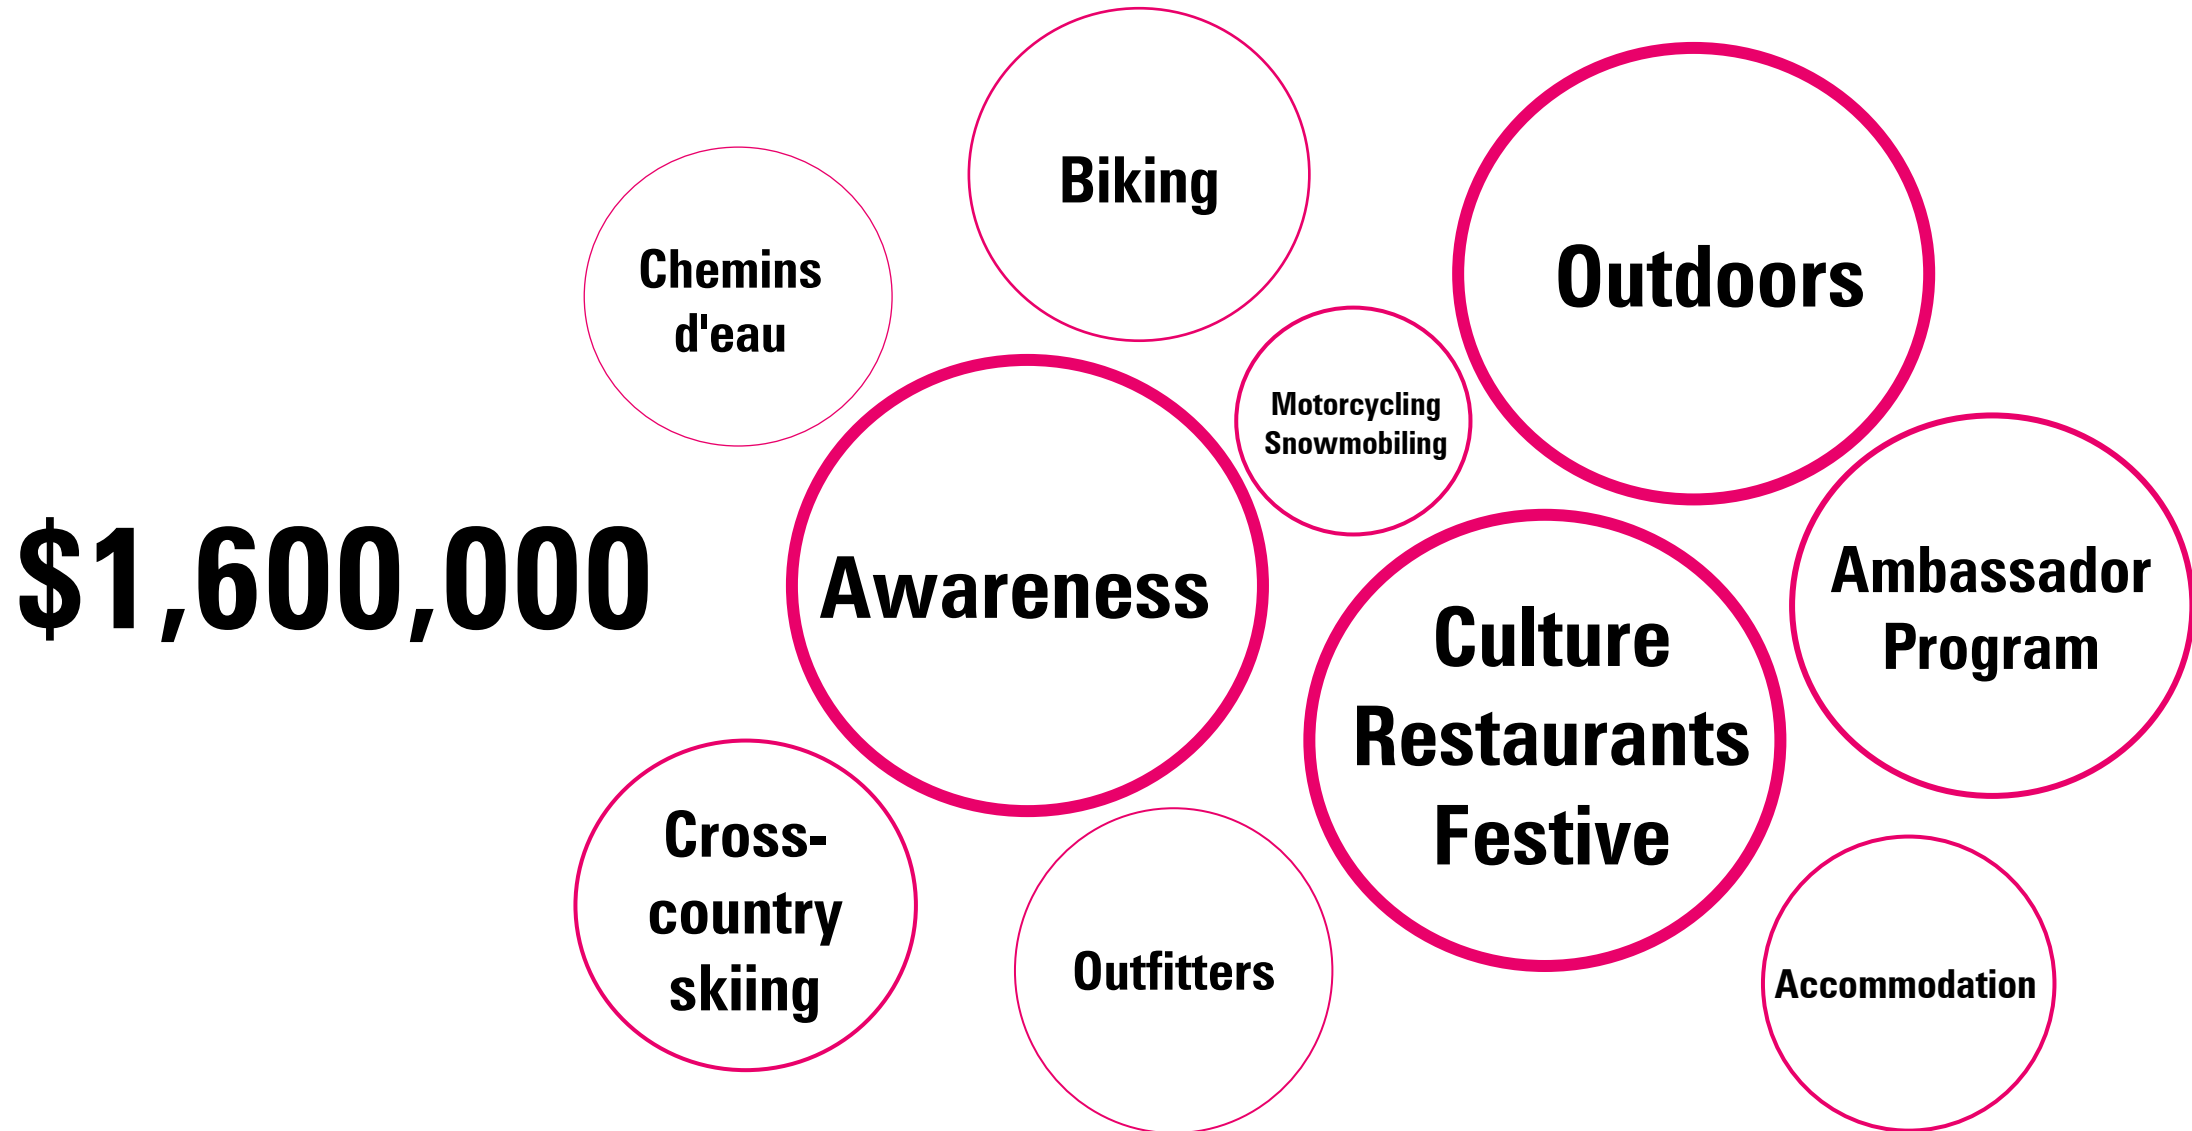 $1,600,000
Chemins
d'eau
Biking
Outdoors
Motorcycling
Snowmobiling
Awareness
Culture
Restaurants
Festive
Ambassador
Program
Cross-
country
skiing
Outfitters
Accommodation